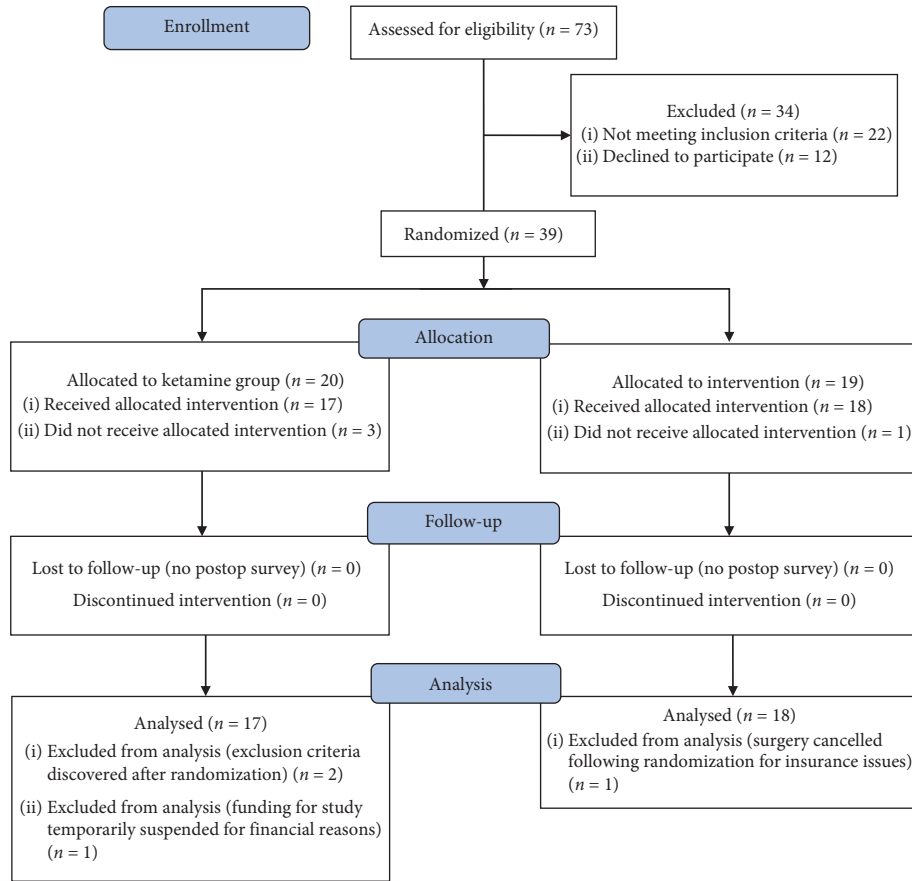 Enrollment
Assessed for eligibility (n = 73)
Excluded (n = 34)
(i) Not meeting inclusion criteria (n = 22)
(ii) Declined to participate (n = 12)
Randomized (n = 39)
Allocation
Allocated to ketamine group (n = 20)
(i) Received allocated intervention (n = 17)
(ii) Did not receive allocated intervention (n = 3)
Allocated to intervention (n = 19)
(i) Received allocated intervention (n = 18)
(ii) Did not receive allocated intervention (n = 1)
Follow-up
Lost to follow-up (no postop survey) (n = 0)
Discontinued intervention (n = 0)
Lost to follow-up (no postop survey) (n = 0)
Discontinued intervention (n = 0)
Analysis
Analysed (n = 17)
(i) Excluded from analysis (exclusion criteria
discovered after randomization) (n = 2)
(ii) Excluded from analysis (funding for study
temporarily suspended for financial reasons)
(n = 1)
Analysed (n = 18)
(i) Excluded from analysis (surgery cancelled
following randomization for insurance issues)
(n = 1)